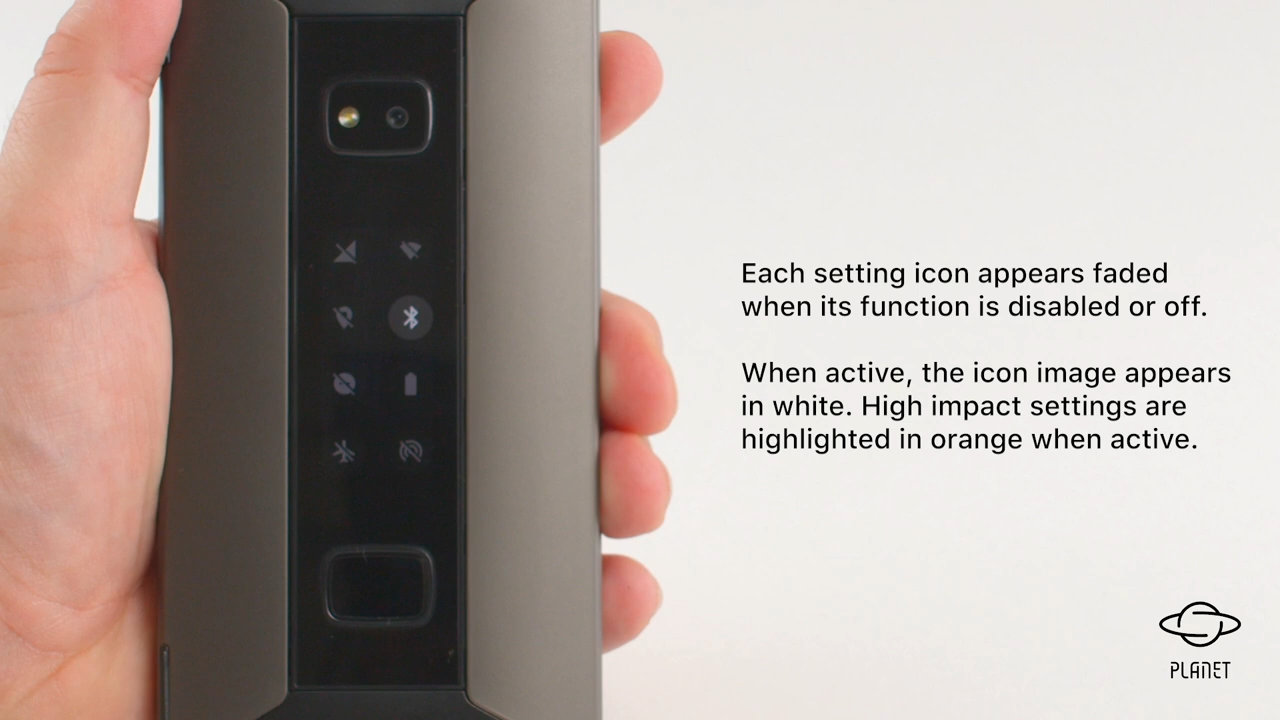 Each setting icon appears faded
when its function is disabled or off.
When active, the icon image appears
in white. High impact settings are
highlighted in orange when active.
PLANET